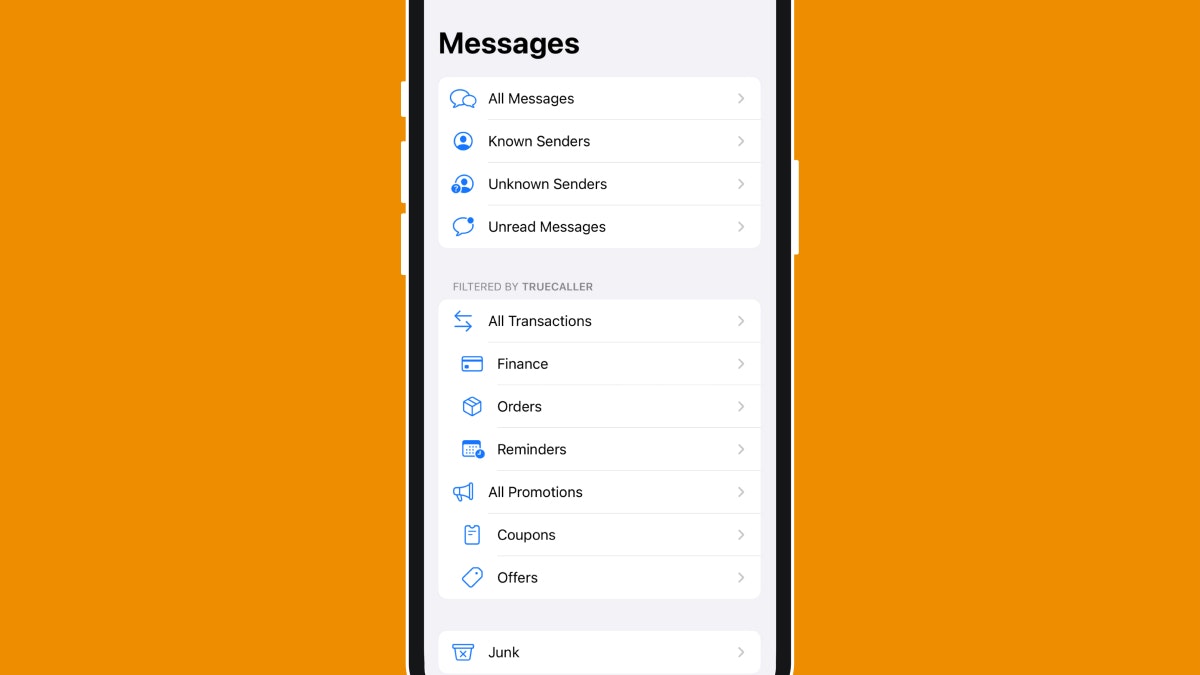 Messages
All Messages
Known Senders
Unknown Senders
Unread Messages
FILTERED BY TRUECALLER
All Transactions
Finance
Orders
Reminders
All Promotions
Coupons
Offers
Junk